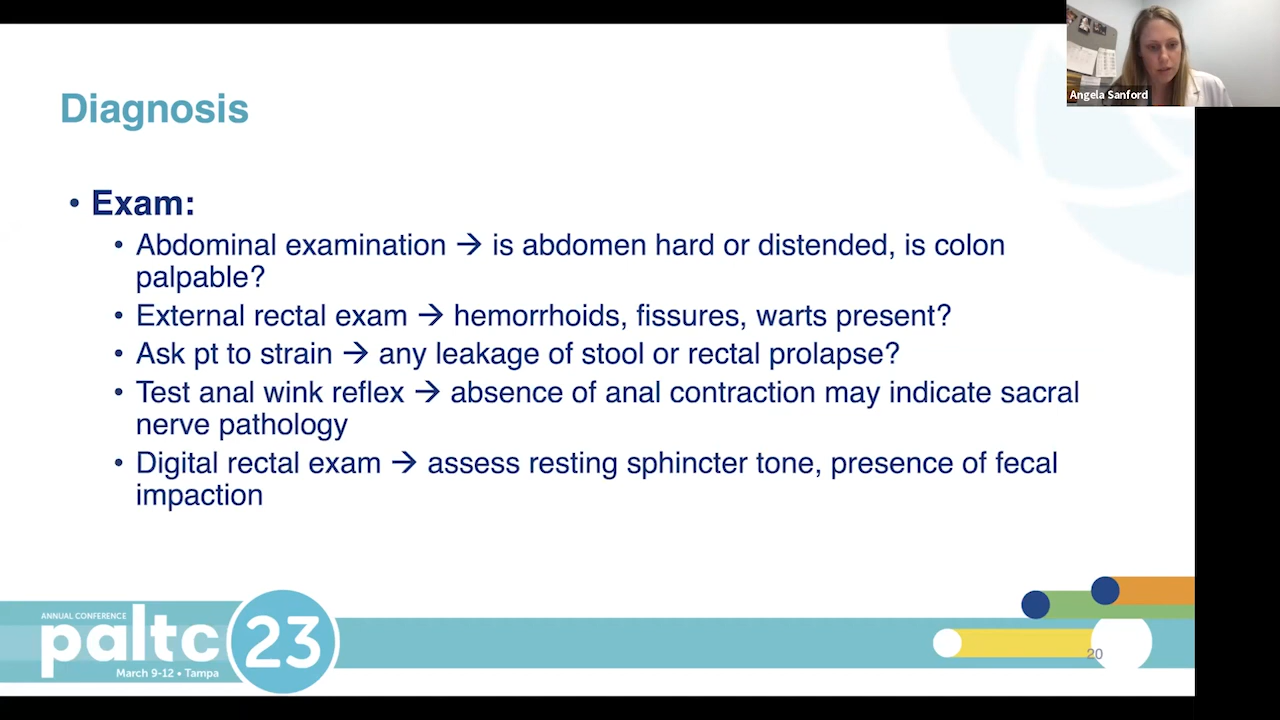 Angela Sanford
Diagnosis
• Exam:
• Abdominal examination → is abdomen hard or distended, is colon
palpable?
• External rectal exam → hemorrhoids, fissures, warts present?
• Ask pt to strain → any leakage of stool or rectal prolapse?
• Test anal wink reflex → absence of anal contraction may indicate sacral
nerve pathology
• Digital rectal exam → assess resting sphincter tone, presence of fecal
impaction
ANNUAL CONFERENCE
paltc 23
March 9-12 • Tampa
20